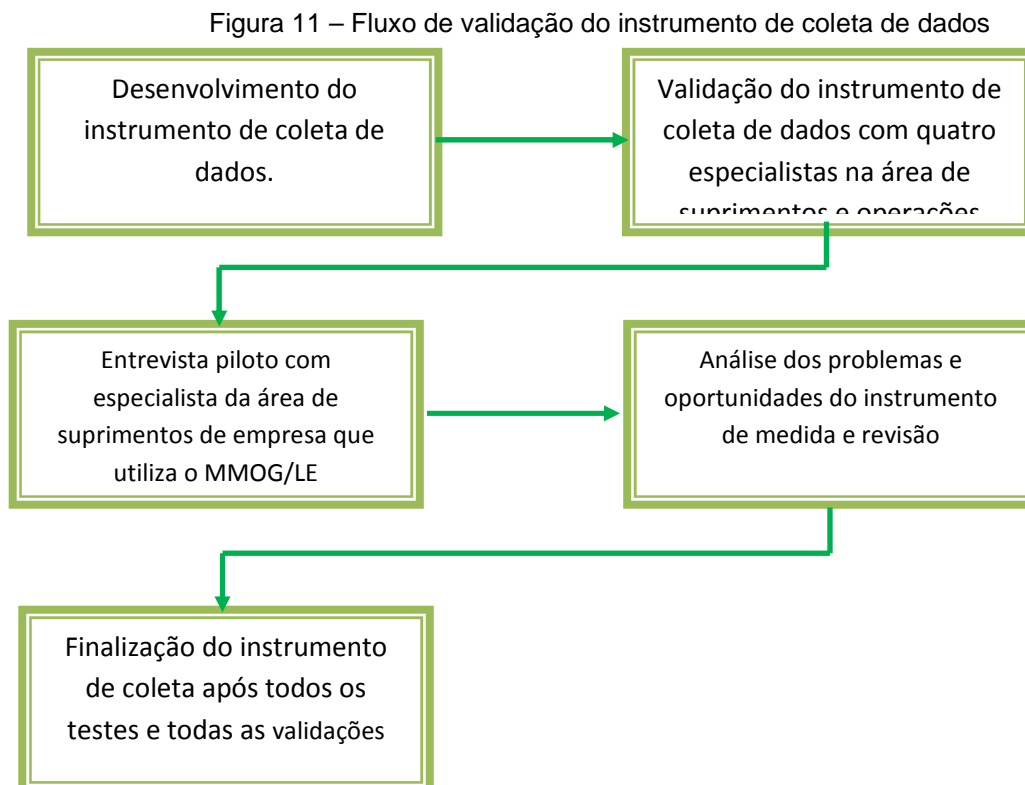 Figura 11 – Fluxo de validação do instrumento de coleta de dados
Desenvolvimento do
instrumento de coleta de
dados.
Validação do instrumento de
coleta de dados com quatro
especialistas na área de
suprimentos e operações
Entrevista piloto com
especialista da área de
suprimentos de empresa que
utiliza o MMOG/LE
Análise dos problemas e
oportunidades do instrumento
de medida e revisão
Finalização do instrumento
de coleta após todos os
testes e todas as validações